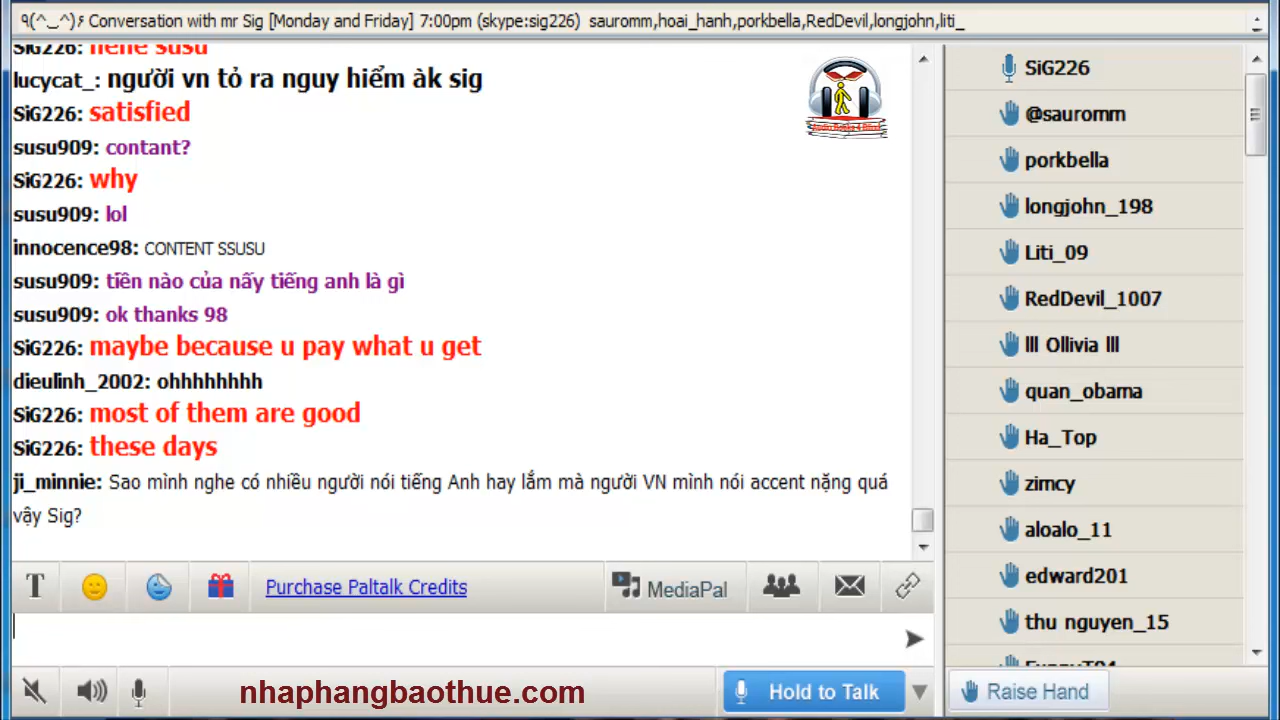 ٩(^‿^)۶ Conversation with mr Sig [Monday and Friday] 7:00pm (skype:sig226) sauromm,hoai_hanh,porkbella,RedDevil,longjohn,liti_
SiG226: hehe susu
lucycat_: người vn tỏ ra nguy hiểm àk sig
SiG226: satisfied
susu909: contant?
SiG226: why
susu909: lol
innocence98: CONTENT SSUSU
susu909: tiên nào của nấy tiếng anh là gì
susu909: ok thanks 98
SiG226: maybe because u pay what u get
dieulinh_2002: ohhhhhhhh
SiG226: most of them are good
SiG226: these days
ji_minnie: Sao mình nghe có nhiều người nói tiếng Anh hay lắm mà người VN mình nói accent nặng quá
vậy Sig?
T
Purchase Paltalk Credits
MediaPal
nhaphangbaothue.com
Hold to Talk
SiG226
@sauromm
porkbella
longjohn_198
Liti_09
RedDevil_1007
lll Ollivia lll
quan_obama
Ha_Top
zimcy
aloalo_11
edward201
thu nguyen_15
Raise Hand